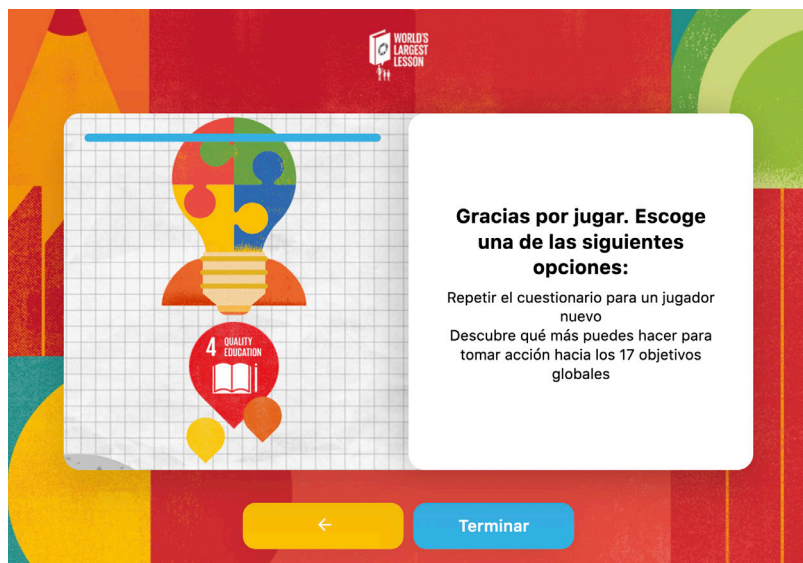 WORLD'S
LARGEST
LESSON
4 QUALITY
EDUCATION
Gracias por jugar. Escoge
una de las siguientes
opciones:
Repetir el cuestionario para un jugador
nuevo
Descubre qué más puedes hacer para
tomar acción hacia los 17 objetivos
globales
Terminar